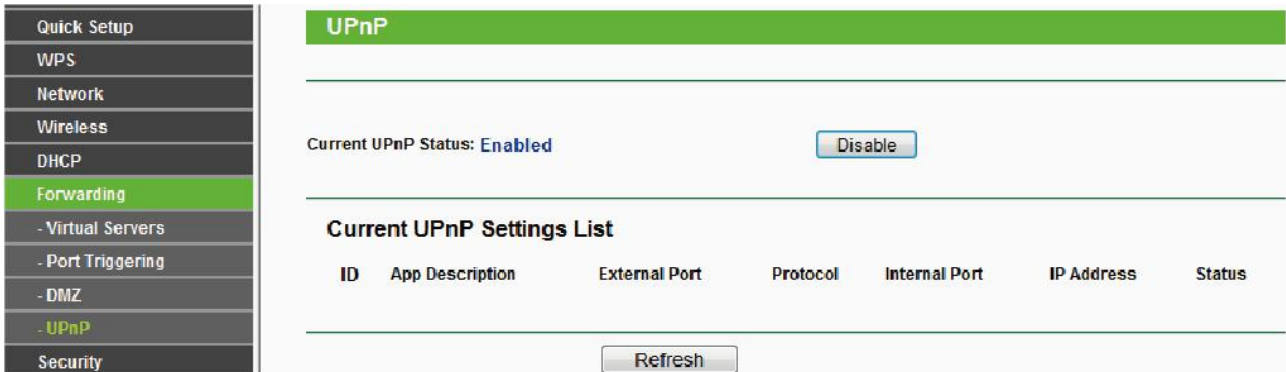 Quick Setup
WPS
Network
Wireless
DHCP
Forwarding
- Virtual Servers
- Port Triggering
- DMZ
- UPnP
Security
UPnP
Current UPnP Status: Enabled Disable
Current UPnP Settings List
ID App Description External Port Protocol Internal Port IP Address Status
Refresh